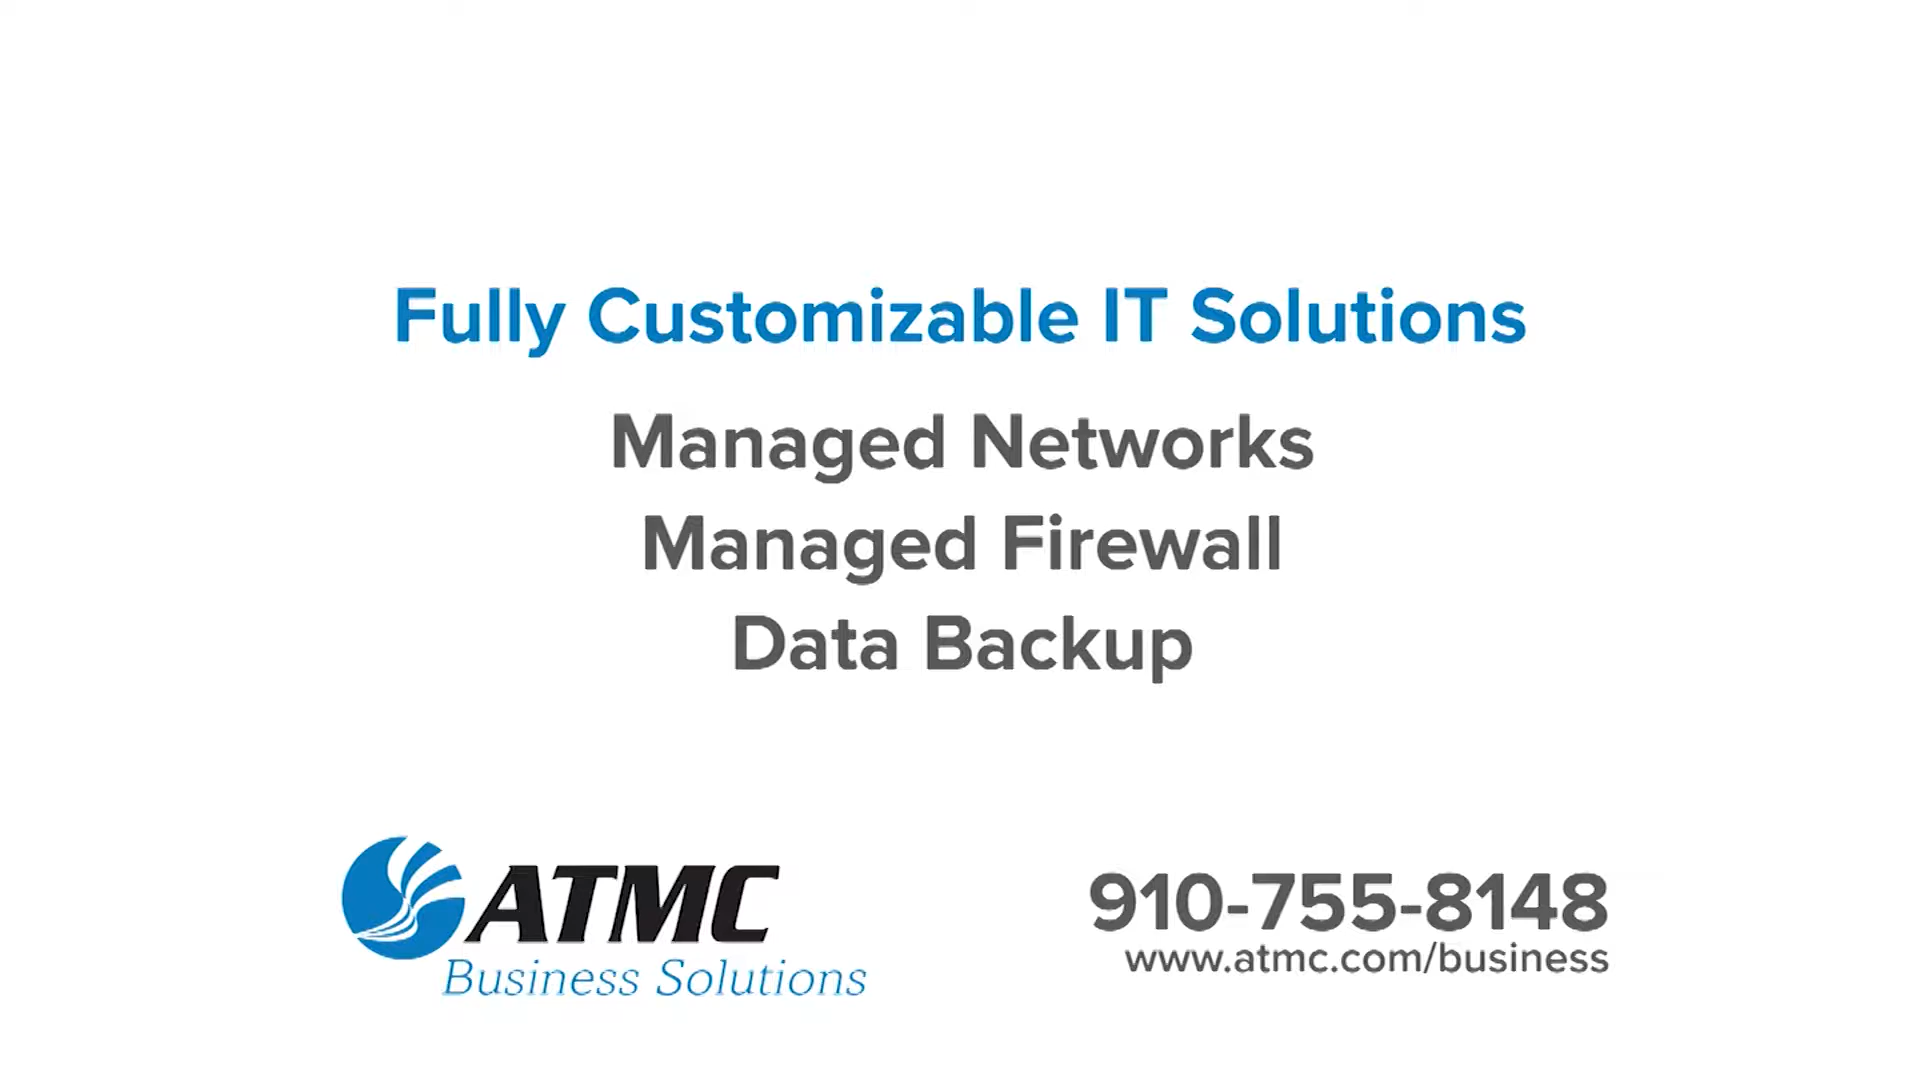 Fully Customizable IT Solutions
Managed Networks
Managed Firewall
Data Backup
ATMC
Business Solutions
910-755-8148
www.atmc.com/business